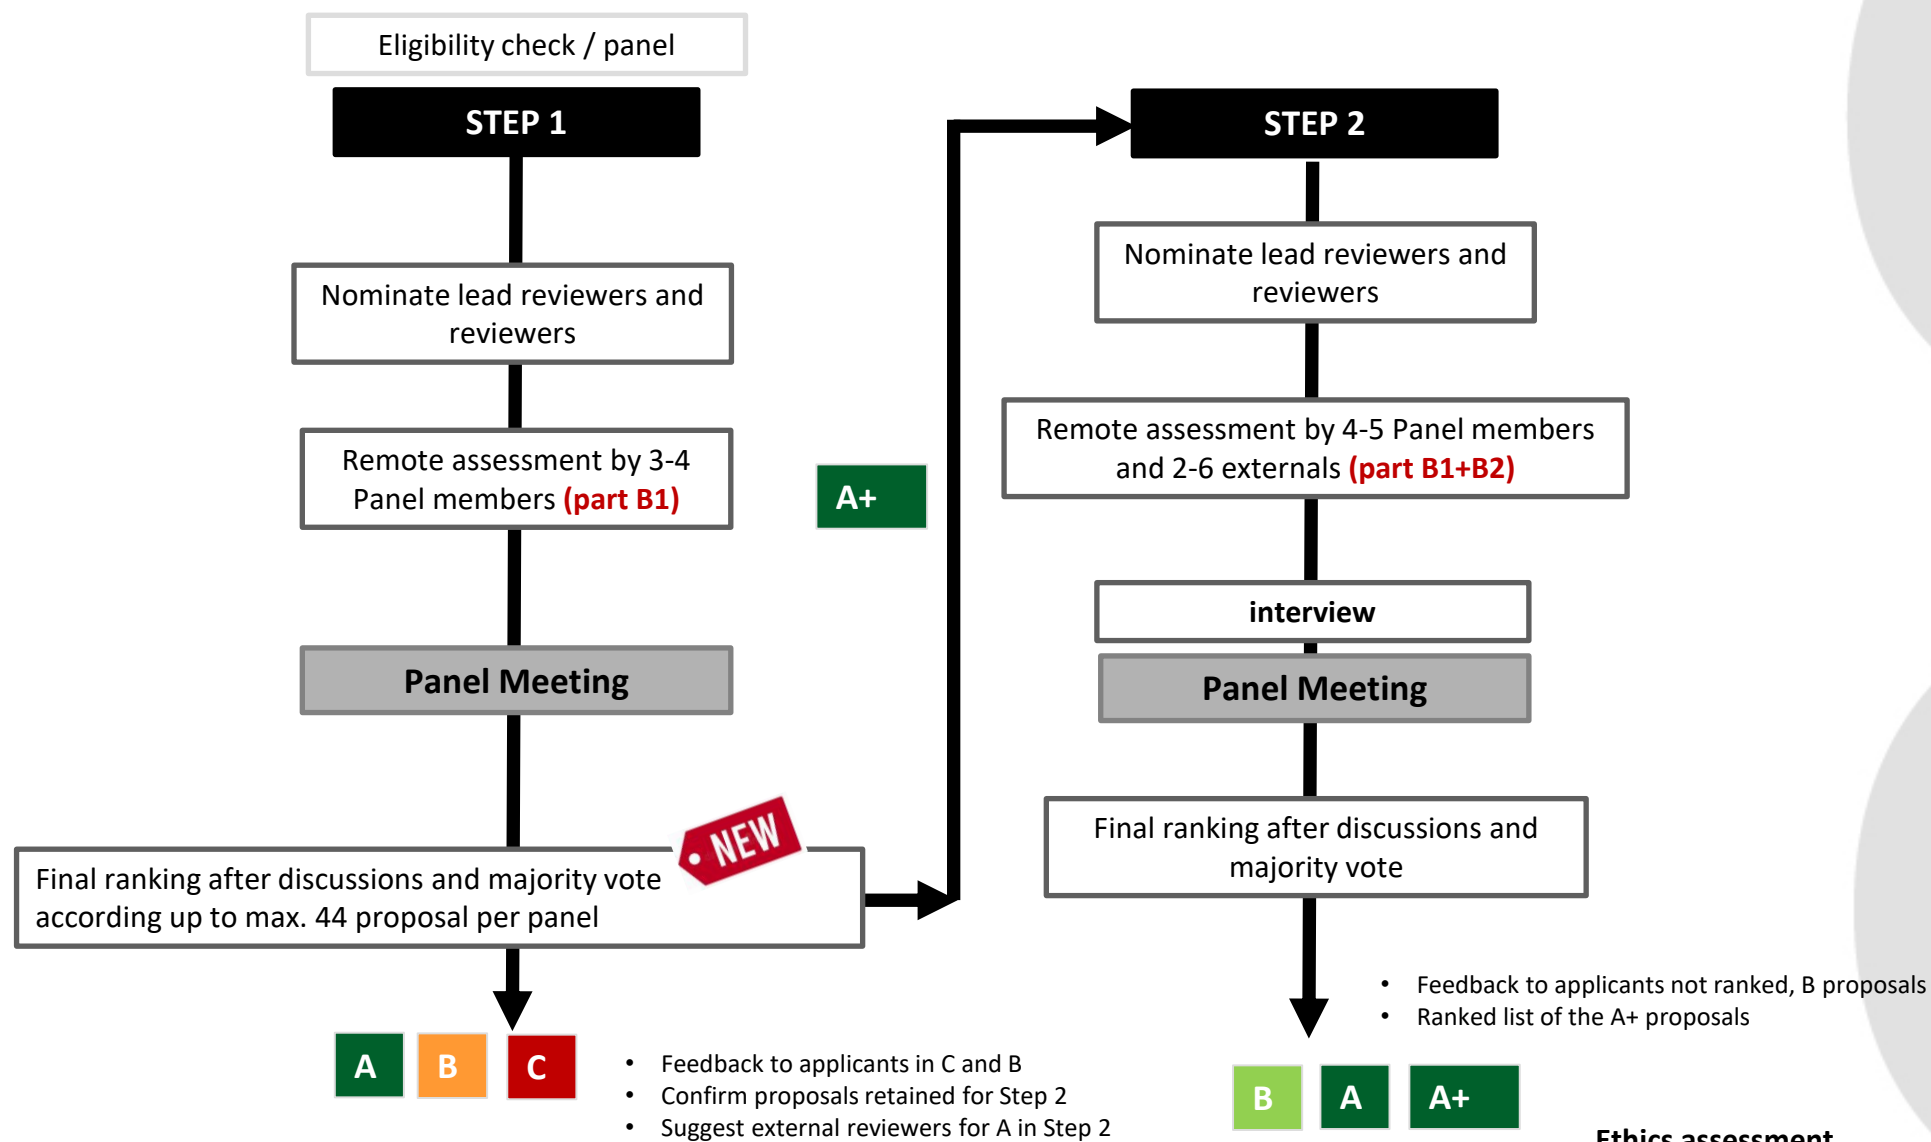 Eligibility check / panel
STEP 1
Nominate lead reviewers and
reviewers
Remote assessment by 3-4
Panel members (part B1)
Panel Meeting
NEW
Final ranking after discussions and majority vote
according up to max. 44 proposal per panel
A
B
C
• Feedback to applicants in C and B
• Confirm proposals retained for Step 2
• Suggest external reviewers for A in Step 2
A+
STEP 2
Nominate lead reviewers and
reviewers
Remote assessment by 4-5 Panel members
and 2-6 externals (part B1+B2)
interview
Panel Meeting
Final ranking after discussions and
majority vote
• Feedback to applicants not ranked, B proposals
• Ranked list of the A+ proposals
B
A
A+
Ethics assessment